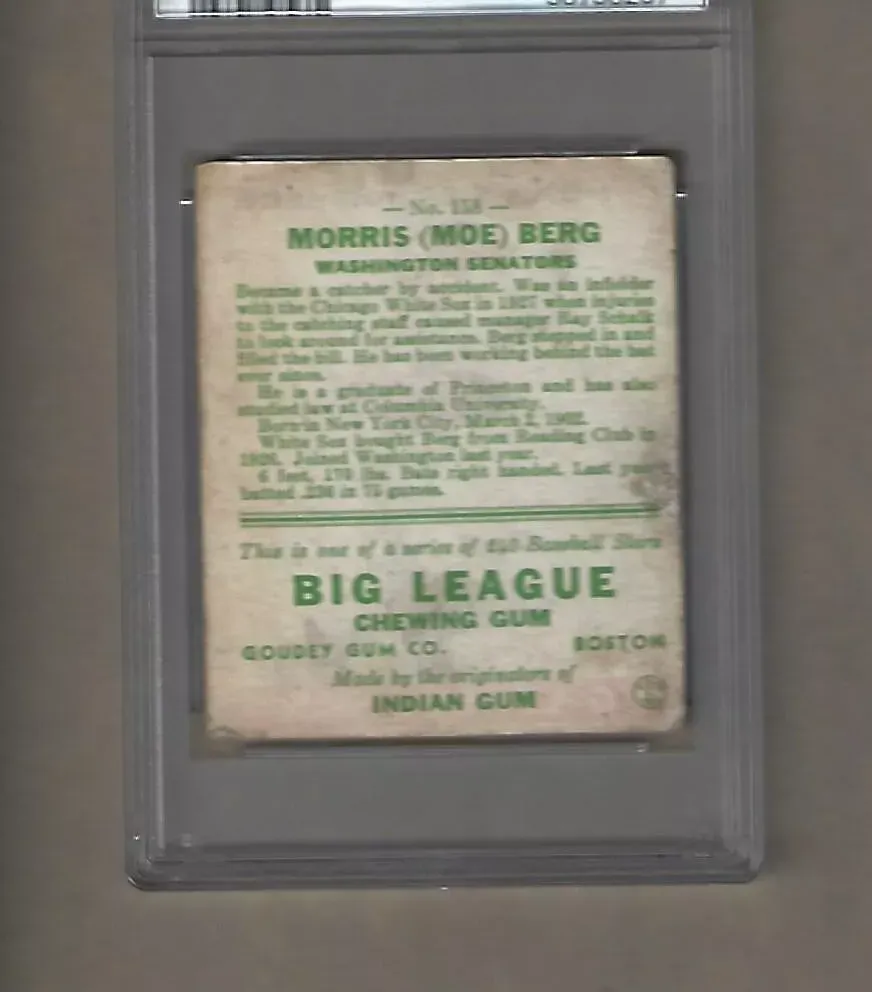 — No. 158 —
MORRIS (MOE) BERG
WASHINGTON SENATORS
Became a catcher by accident. Was an infielder
with the Chicago White Sox in 1927 when injuries
to the catching staff caused manager Ray Schalk
to look around for assistance. Berg stepped in and
filled the bill. He has been working behind the bat
ever since.
He is a graduate of Princeton and has also
studied law at Columbia University.
Born in New York City, March 2, 1902.
White Sox bought Berg from Reading Club in
1926. Joined Washington last year.
6 feet, 170 lbs. Bats right handed. Last year
batted .236 in 75 games.
This is one of a series of 240 Baseball Stars
BIG LEAGUE
CHEWING GUM
GOUDEY GUM CO. BOSTON
Made by the originators of
INDIAN GUM